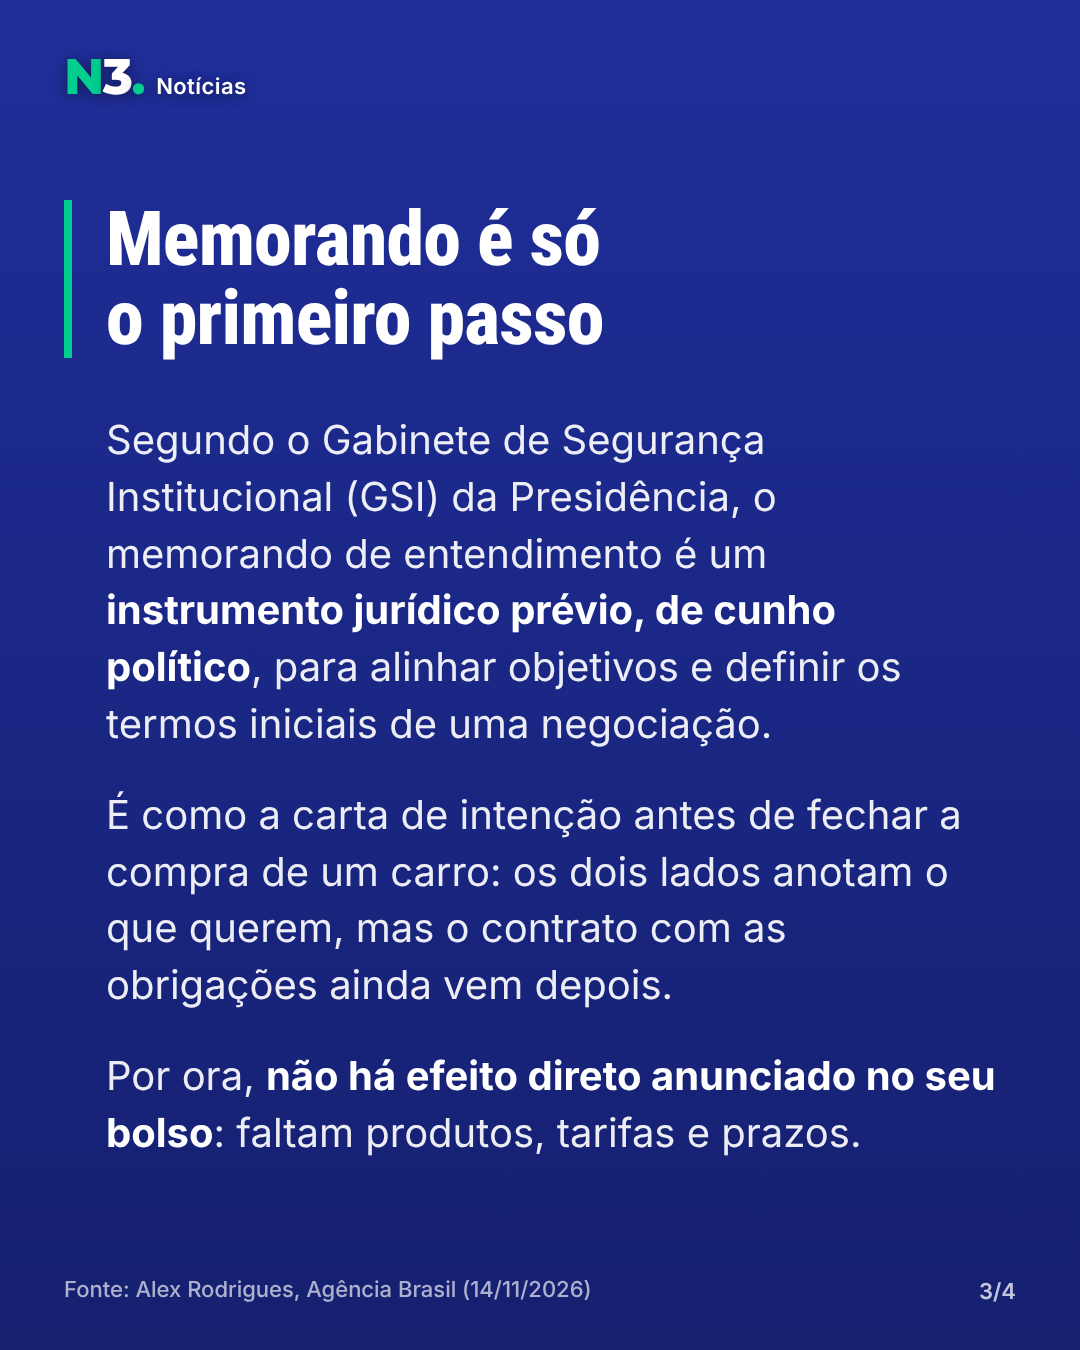 N3. Notícias
Memorando é só
o primeiro passo
Segundo o Gabinete de Segurança
Institucional (GSI) da Presidência, o
memorando de entendimento é um
instrumento jurídico prévio, de cunho
político, para alinhar objetivos e definir os
termos iniciais de uma negociação.
É como a carta de intenção antes de fechar a
compra de um carro: os dois lados anotam o
que querem, mas o contrato com as
obrigações ainda vem depois.
Por ora, não há efeito direto anunciado no seu
bolso: faltam produtos, tarifas e prazos.
Fonte: Alex Rodrigues, Agência Brasil (14/11/2026)
3/4